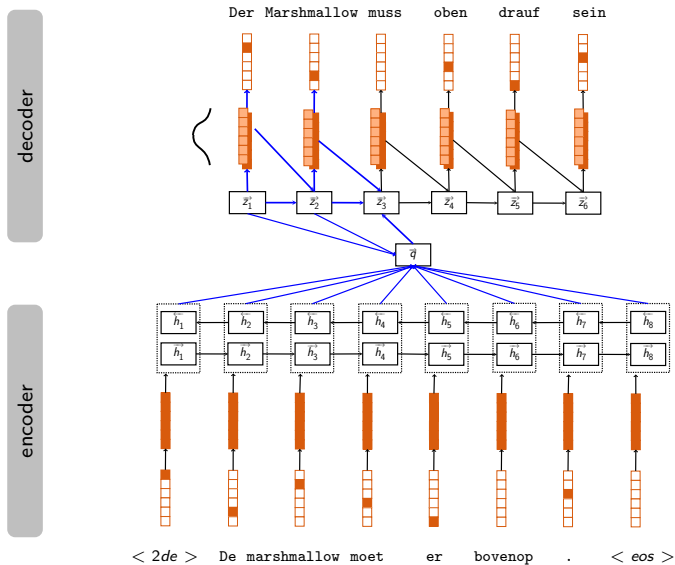 Der Marshmallow muss oben drauf sein
decoder
z⃗₁ z⃗₂ z⃗₃ z⃗₄ z⃗₅ z⃗₆
q⃗
encoder
h⃖₁ h⃖₂ h⃖₃ h⃖₄ h⃖₅ h⃖₆ h⃖₇ h⃖₈
h⃗₁ h⃗₂ h⃗₃ h⃗₄ h⃗₅ h⃗₆ h⃗₇ h⃗₈
< 2de > De marshmallow moet er bovenop . < eos >